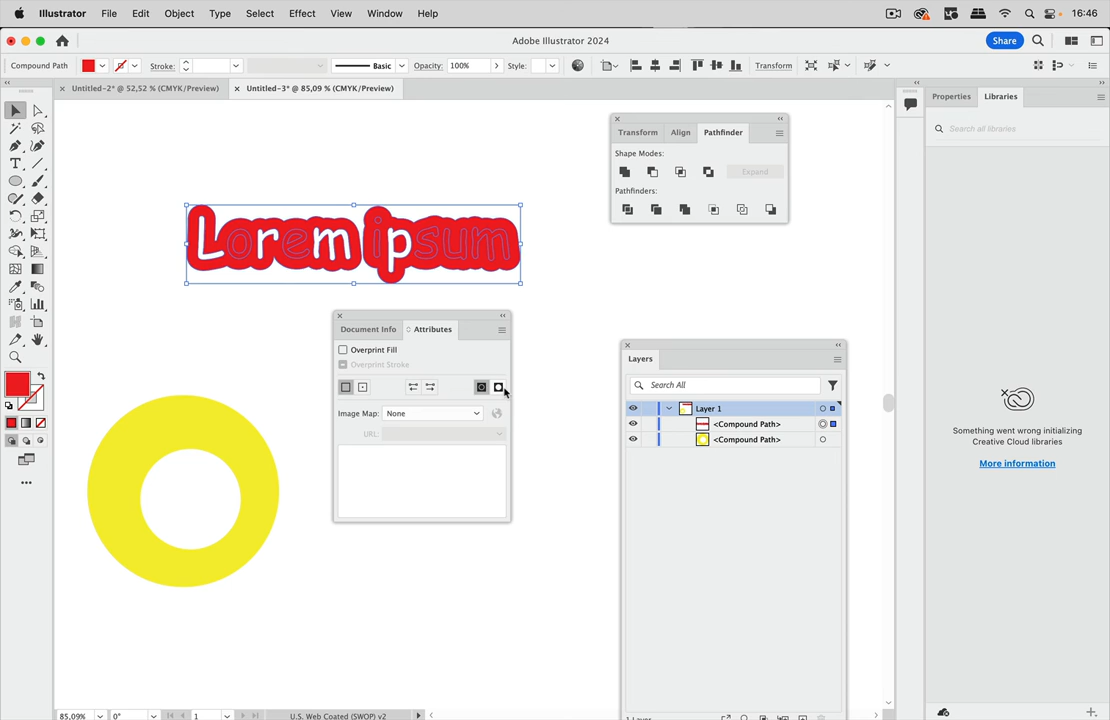 Illustrator File Edit Object Type Select Effect View Window Help 16:46
Adobe Illustrator 2024 Share
Compound Path Stroke: Basic Opacity: 100% Style: Transform
Untitled-2* @ 52,52 % (CMYK/Preview) Untitled-3* @ 85,09 % (CMYK/Preview)
Properties Libraries
Search all libraries
Transform Align Pathfinder
Shape Modes:
Expand
Pathfinders:
Lorem ipsum
Document Info Attributes
Overprint Fill
Overprint Stroke
Image Map: None
URL:
Layers
Search All
Layer 1
<Compound Path>
<Compound Path>
Something went wrong initializing
Creative Cloud libraries
More information
85,09% 0° 1 U.S. Web Coated (SWOP) v2
1 Layer